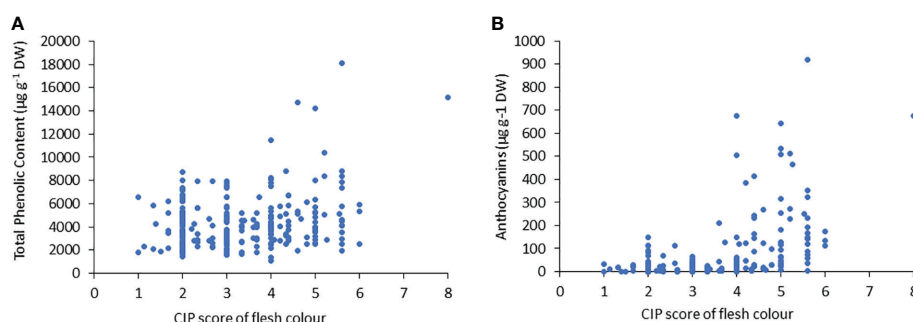 A
Total Phenolic Content (µg g⁻¹ DW)
20000
18000
16000
14000
12000
10000
8000
6000
4000
2000
0
0 1 2 3 4 5 6 7 8
CIP score of flesh colour
B
Anthocyanins (µg g-1 DW)
1000
900
800
700
600
500
400
300
200
100
0
0 1 2 3 4 5 6 7 8
CIP score of flesh colour